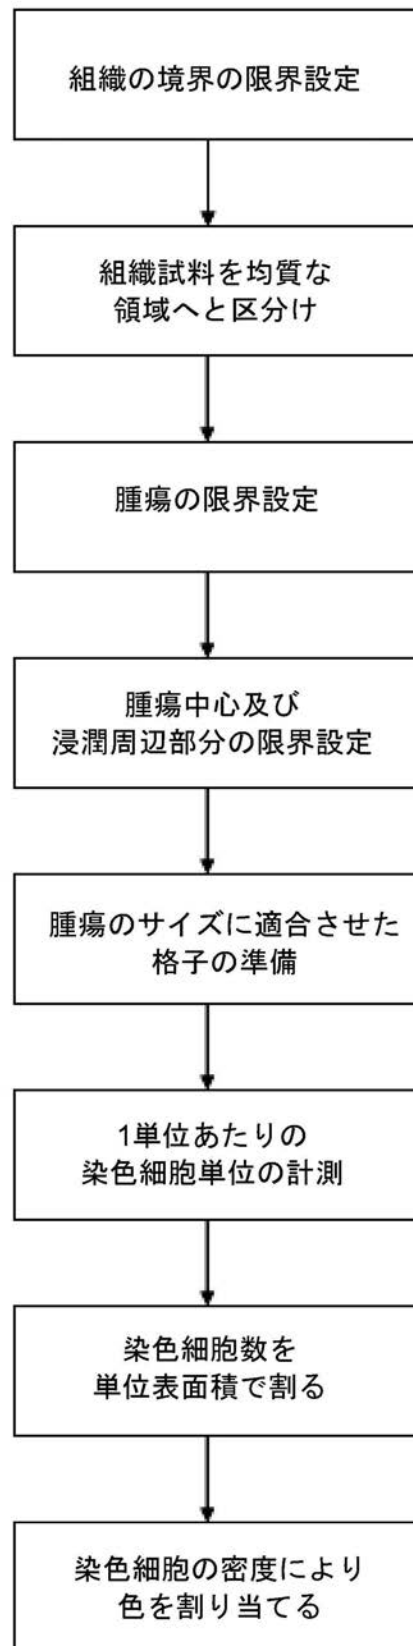 組織の境界の限界設定
組織試料を均質な
領域へと区分け
腫瘍の限界設定
腫瘍中心及び
浸潤周辺部分の限界設定
腫瘍のサイズに適合させた
格子の準備
1単位あたりの
染色細胞単位の計測
染色細胞数を
単位表面積で割る
染色細胞の密度により
色を割り当てる